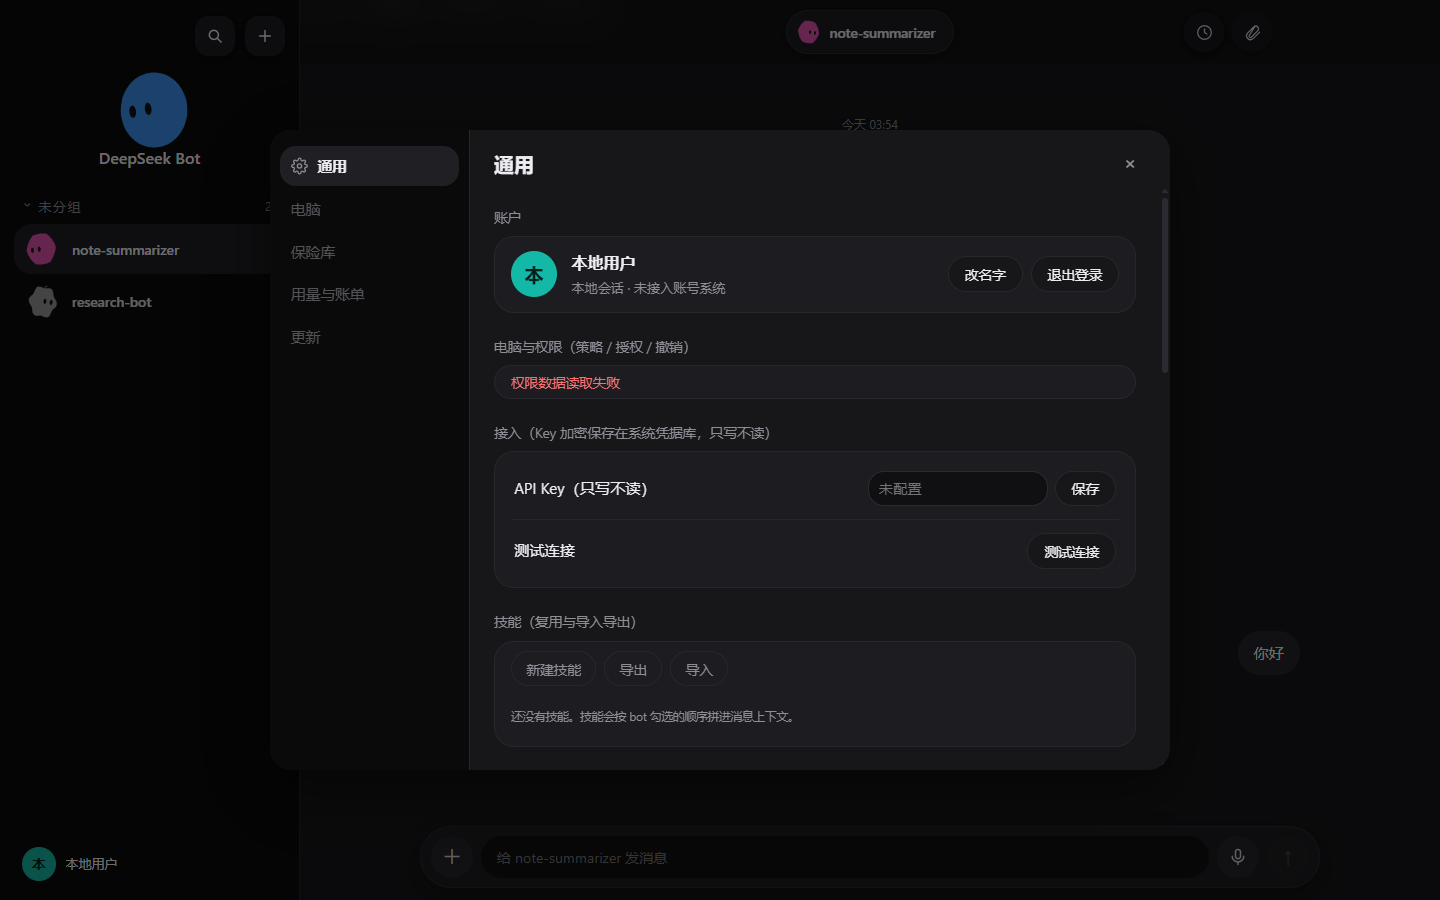 note-summarizer
DeepSeek Bot
今天 03:54
未分组
2
note-summarizer
research-bot
通用
电脑
保险库
用量与账单
更新
通用
账户
本
本地用户
本地会话 · 未接入账号系统
改名字
退出登录
电脑与权限（策略 / 授权 / 撤销）
权限数据读取失败
接入（Key 加密保存在系统凭据库，只写不读）
API Key（只写不读）
未配置
保存
测试连接
测试连接
技能（复用与导入导出）
新建技能
导出
导入
还没有技能。技能会按 bot 勾选的顺序拼进消息上下文。
你好
给 note-summarizer 发消息
本
本地用户